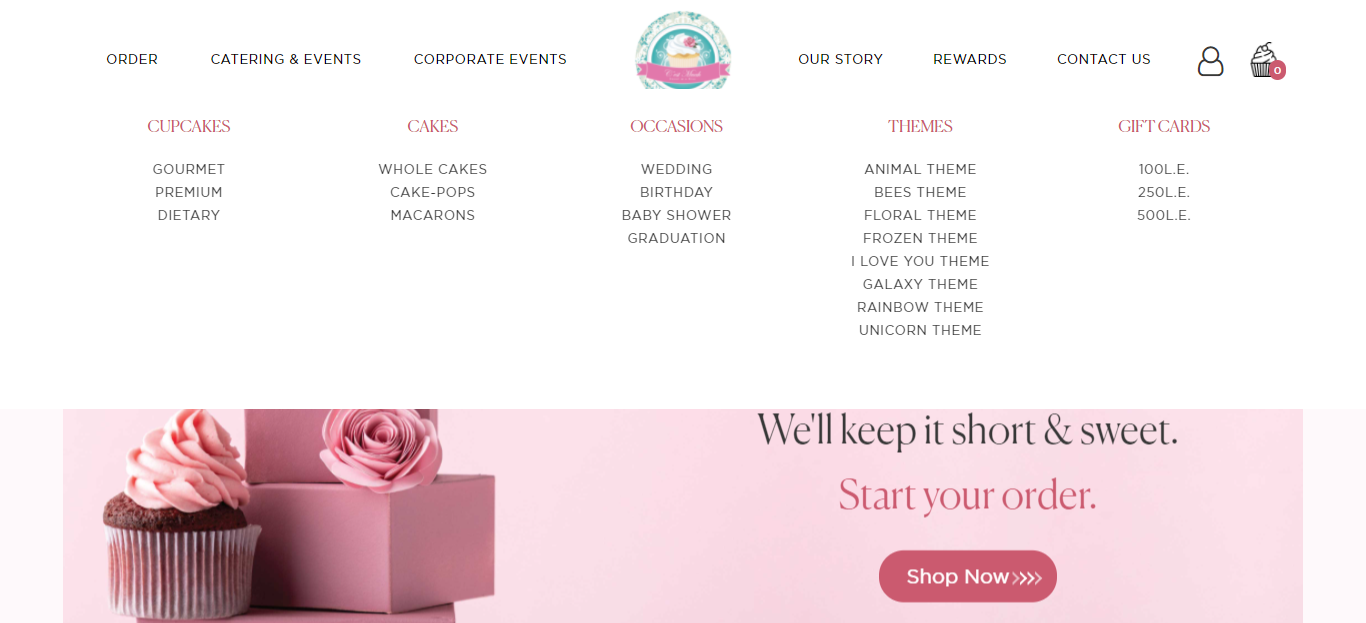 ORDER CATERING & EVENTS CORPORATE EVENTS OUR STORY REWARDS CONTACT US
0
CUPCAKES CAKES OCCASIONS THEMES GIFT CARDS
GOURMET WHOLE CAKES WEDDING ANIMAL THEME 100L.E.
PREMIUM CAKE-POPS BIRTHDAY BEES THEME 250L.E.
DIETARY MACARONS BABY SHOWER FLORAL THEME 500L.E.
GRADUATION FROZEN THEME
I LOVE YOU THEME
GALAXY THEME
RAINBOW THEME
UNICORN THEME
We'll keep it short & sweet.
Start your order.
Shop Now